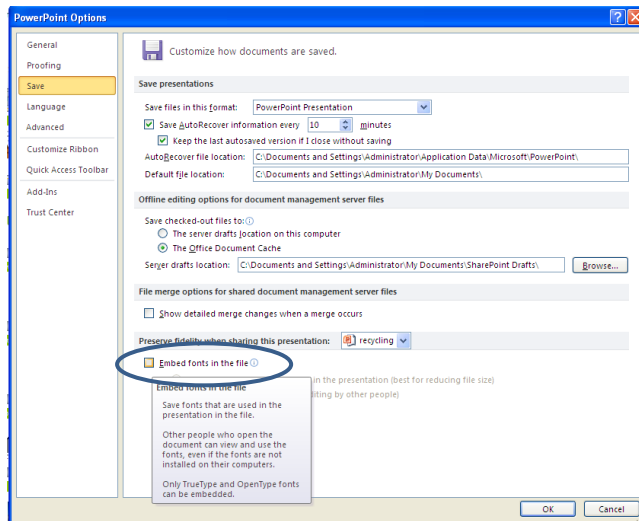 PowerPoint Options
General
Proofing
Save
Language
Advanced
Customize Ribbon
Quick Access Toolbar
Add-Ins
Trust Center
Customize how documents are saved.
Save presentations
Save files in this format: PowerPoint Presentation
Save AutoRecover information every 10 minutes
Keep the last autosaved version if I close without saving
AutoRecover file location: C:\Documents and Settings\Administrator\Application Data\Microsoft\PowerPoint\
Default file location: C:\Documents and Settings\Administrator\My Documents\
Offline editing options for document management server files
Save checked-out files to:
The server drafts location on this computer
The Office Document Cache
Server drafts location: C:\Documents and Settings\Administrator\My Documents\SharePoint Drafts\ Browse...
File merge options for shared document management server files
Show detailed merge changes when a merge occurs
Preserve fidelity when sharing this presentation: recycling
Embed fonts in the file
in the presentation (best for reducing file size)
diting by other people)
Embed fonts in the file
Save fonts that are used in the
presentation in the file.
Other people who open the
document can view and use the
fonts, even if the fonts are not
installed on their computers.
Only TrueType and OpenType fonts
can be embedded.
OK Cancel